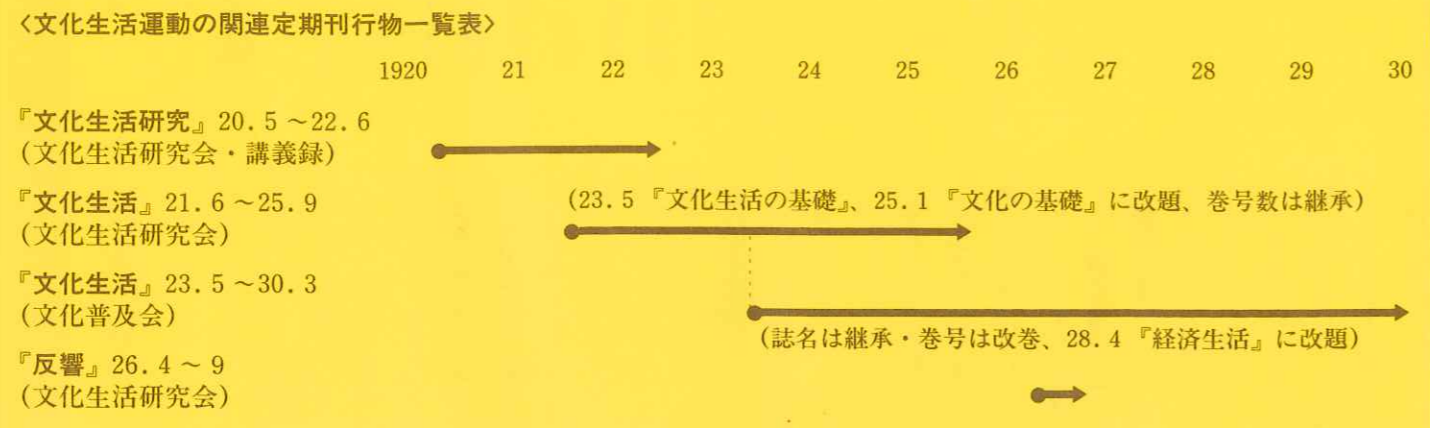 〈文化生活運動の関連定期刊行物一覧表〉
1920 21 22 23 24 25 26 27 28 29 30
『文化生活研究』20.5～22.6
(文化生活研究会・講義録)
『文化生活』21.6～25.9
(23.5『文化生活の基礎』、25.1『文化の基礎』に改題、巻号数は継承)
(文化生活研究会)
『文化生活』23.5～30.3
(文化普及会)
(誌名は継承・巻号は改巻、28.4『経済生活』に改題)
『反響』26.4～9
(文化生活研究会)